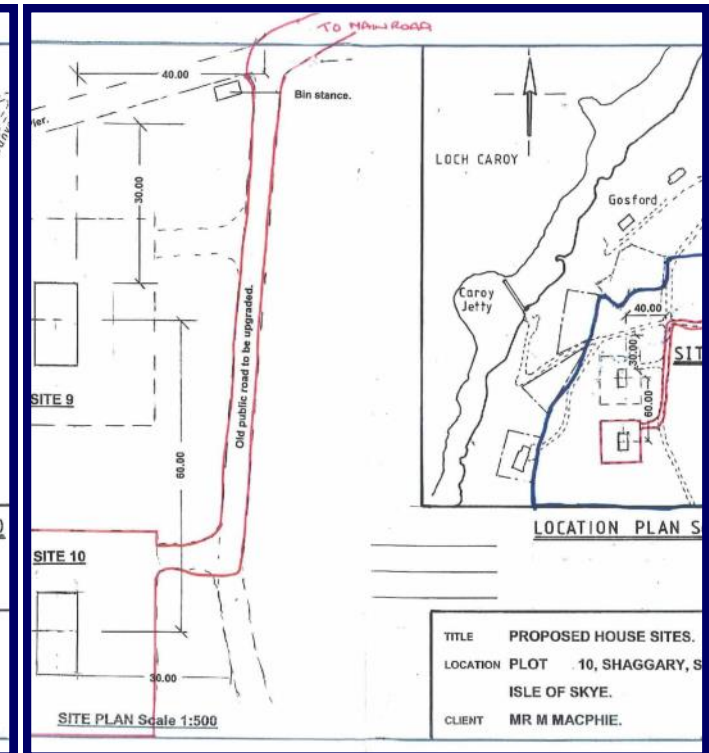 TO MAIN ROAD
40.00
Bin stance.
ier.
30.00
Old public road to be upgraded.
SITE 9
60.00
SITE 10
30.00
SITE PLAN Scale 1:500
LOCH CAROY
Gosford
Caroy
Jetty
40.00
30.00
SIT
60.00
LOCATION PLAN S
TITLE PROPOSED HOUSE SITES.
LOCATION PLOT 10, SHAGGARY, S
ISLE OF SKYE.
CLIENT MR M MACPHIE.